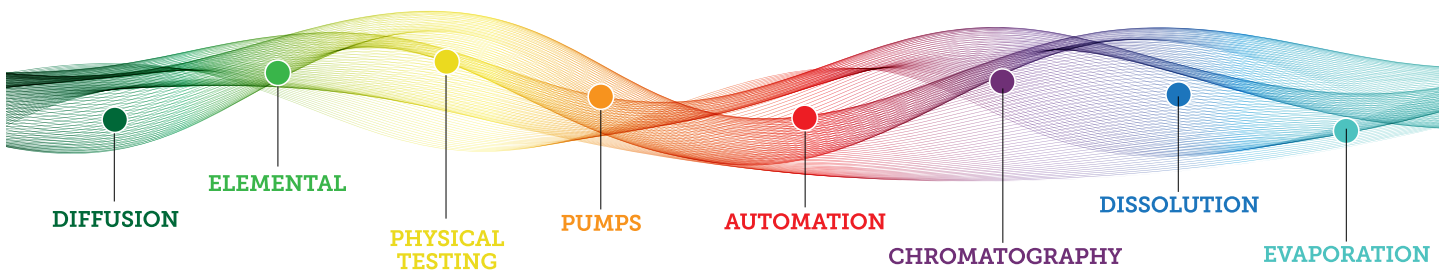 DIFFUSION
ELEMENTAL
PHYSICAL
TESTING
PUMPS
AUTOMATION
CHROMATOGRAPHY
DISSOLUTION
EVAPORATION